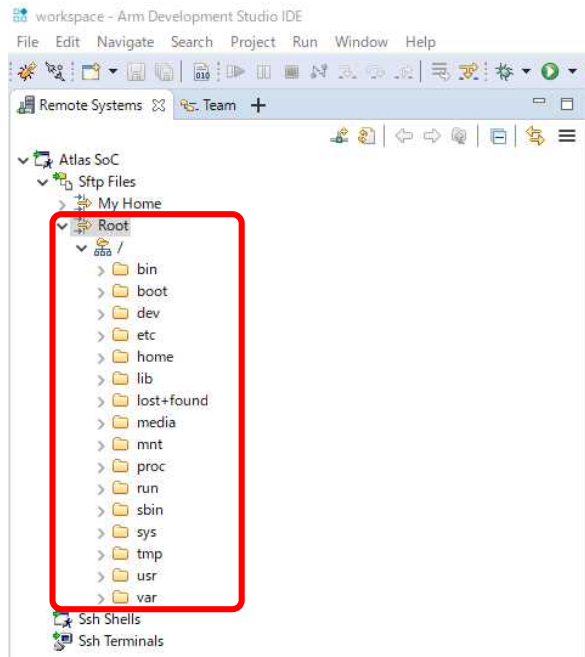 workspace - Arm Development Studio IDE
File Edit Navigate Search Project Run Window Help
Remote Systems Team
Atlas SoC
Sftp Files
My Home
Root
/
bin
boot
dev
etc
home
lib
lost+found
media
mnt
proc
run
sbin
sys
tmp
usr
var
Ssh Shells
Ssh Terminals